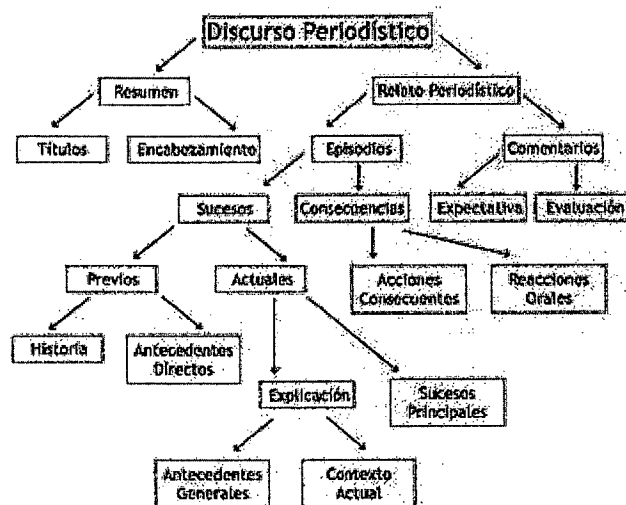 Discurso Periodístico
Resumen
Relato Periodístico
Títulos
Encabezamiento
Episodios
Comentarios
Sucesos
Consecuencias
Expectativa
Evaluación
Previos
Actuales
Acciones
Consecuentes
Reacciones
Orales
Historia
Antecedentes
Directos
Explicación
Sucesos
Principales
Antecedentes
Generales
Contexto
Actual